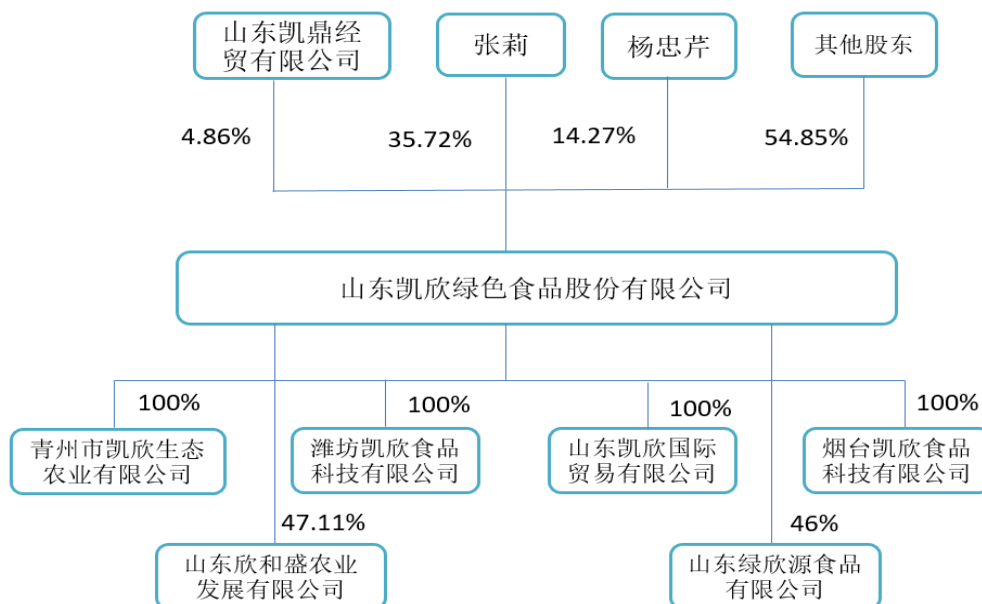 山东凯鼎经
贸有限公司
张莉
杨忠芹
其他股东
4.86%
35.72%
14.27%
54.85%
山东凯欣绿色食品股份有限公司
100%
100%
100%
100%
青州市凯欣生态
农业有限公司
潍坊凯欣食品
科技有限公司
山东凯欣国际
贸易有限公司
烟台凯欣食品
科技有限公司
47.11%
46%
山东欣和盛农业
发展有限公司
山东绿欣源食品
有限公司